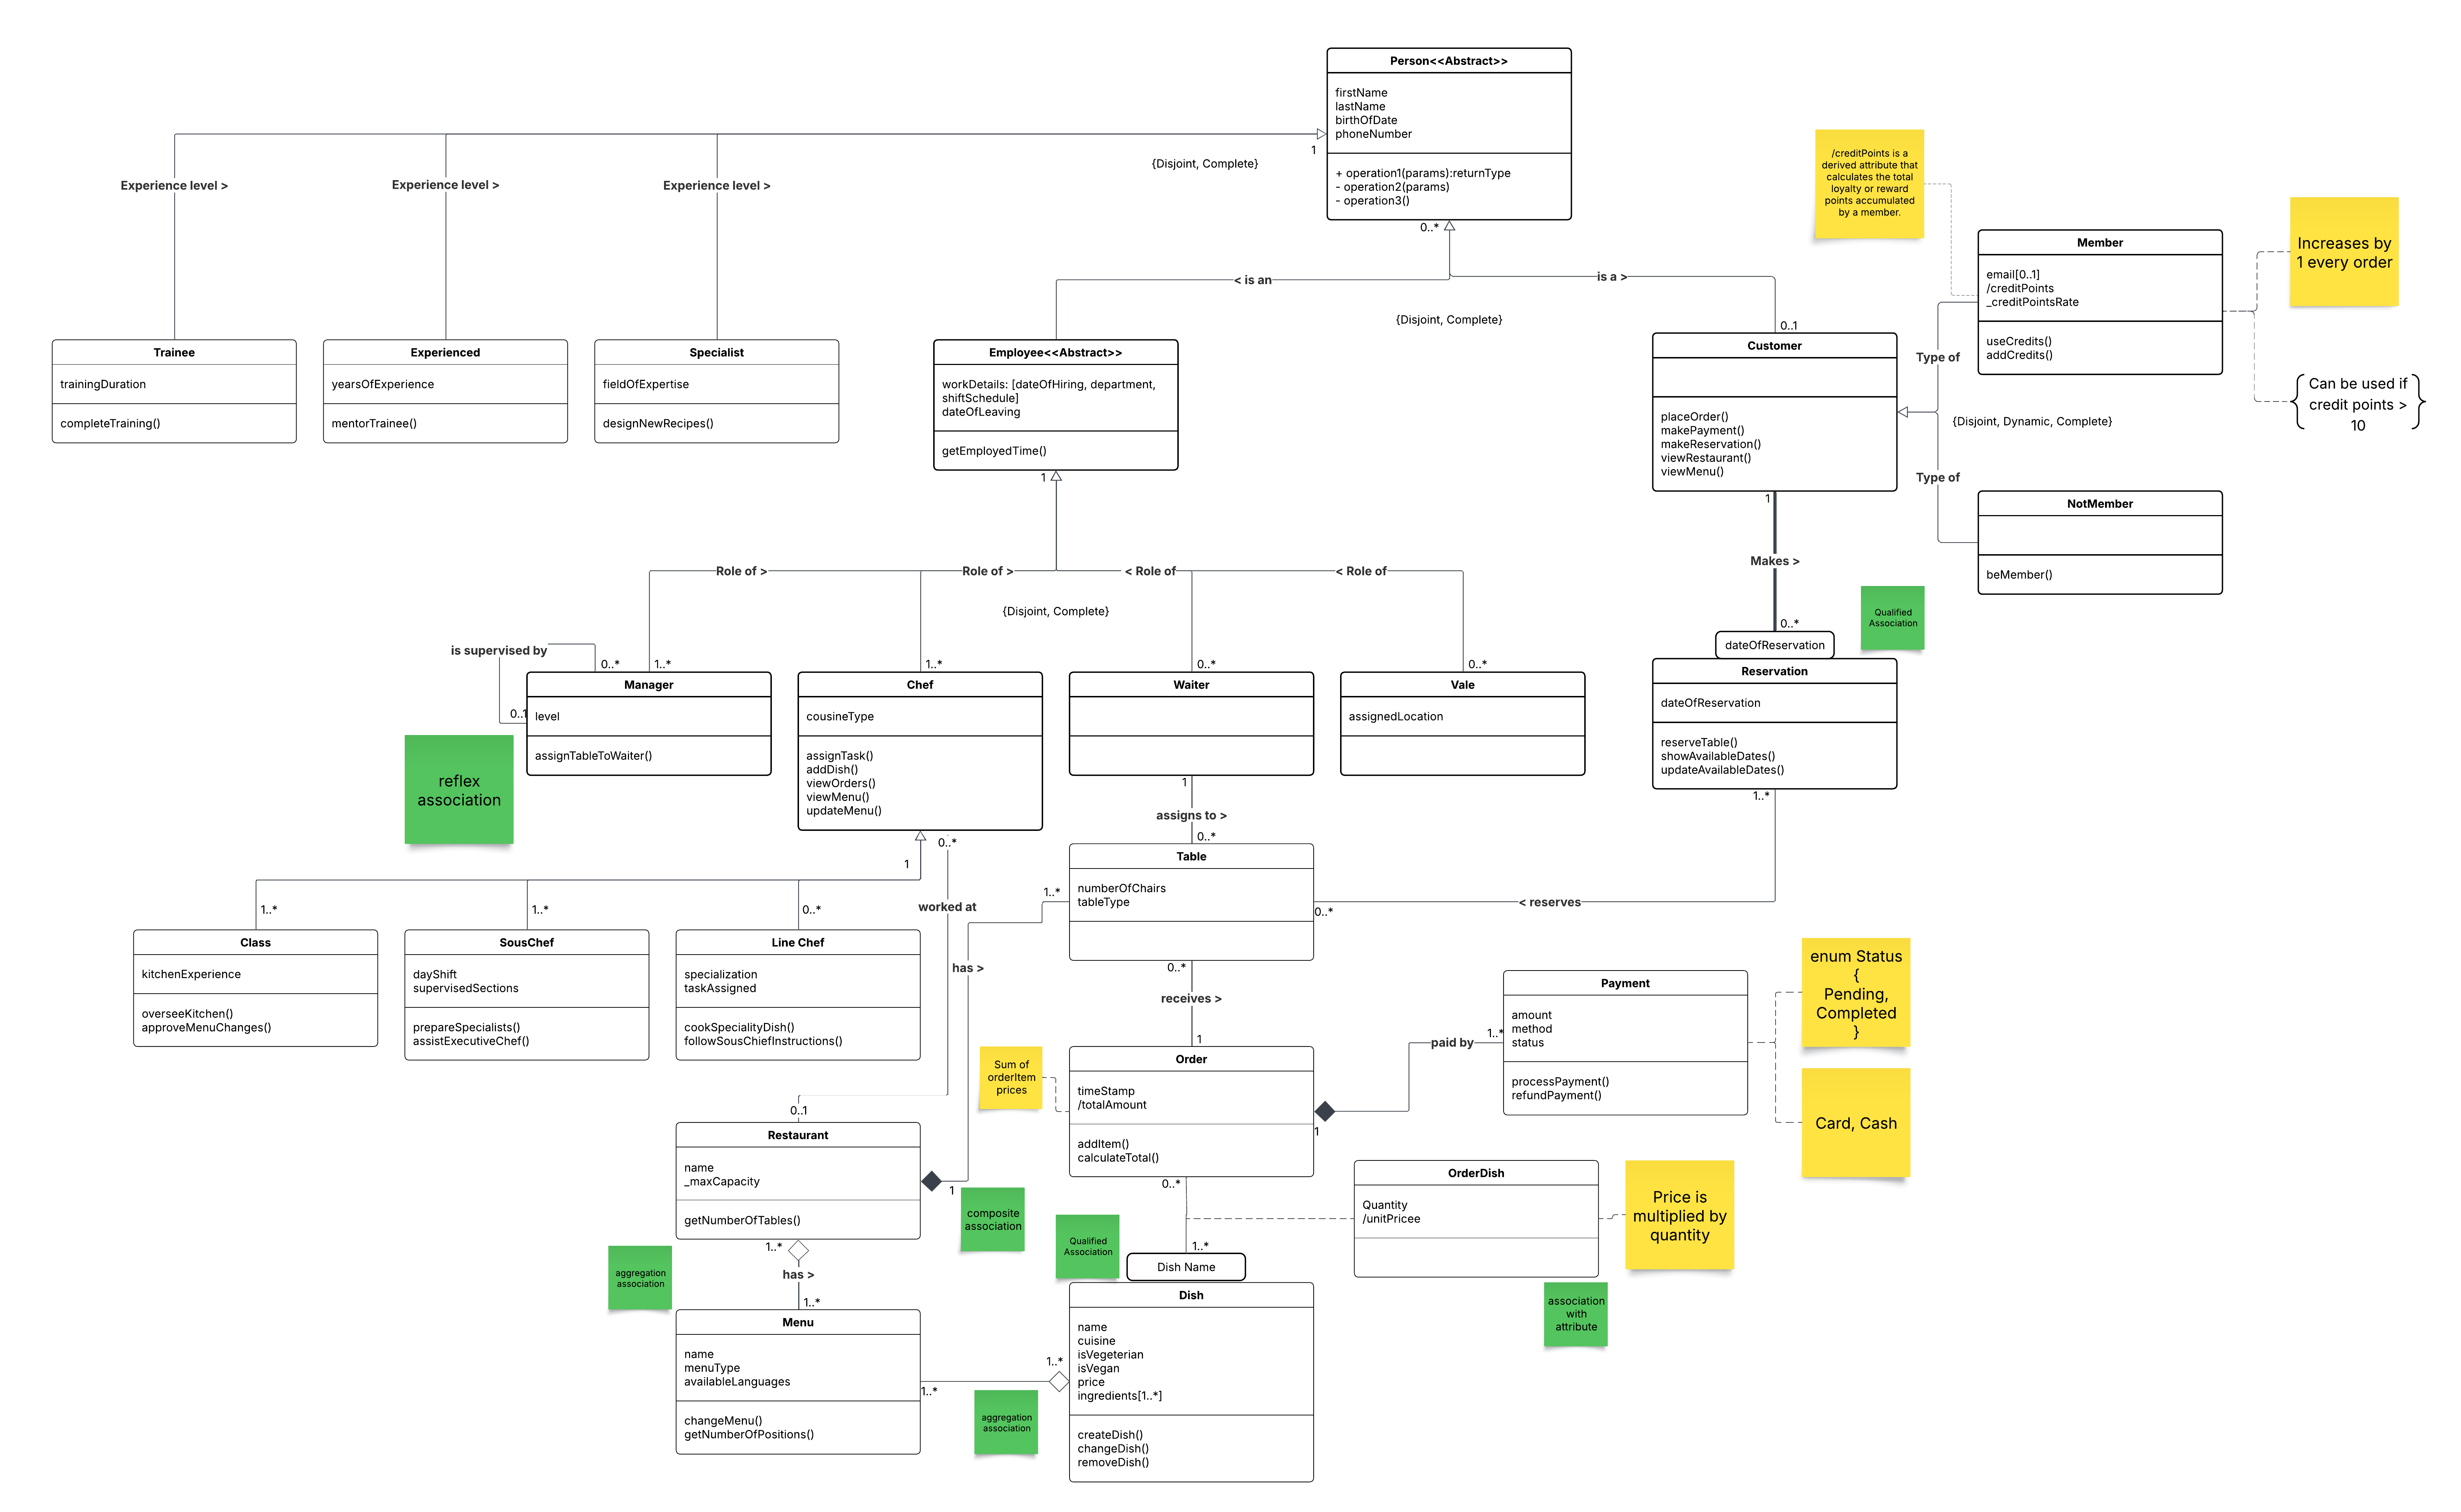 Person<<Abstract>>
firstName
lastName
birthOfDate
phoneNumber
+ operation1(params):returnType
- operation2(params)
- operation3()
1
{Disjoint, Complete}
0..*
Experience level >
Experience level >
Experience level >
< is an
is a >
{Disjoint, Complete}
0..1
/creditPoints is a
derived attribute that
calculates the total
loyalty or reward
points accumulated
by a member.
Member
email[0..1]
/creditPoints
_creditPointsRate
useCredits()
addCredits()
Increases by
1 every order
Can be used if
credit points >
10
Type of
{Disjoint, Dynamic, Complete}
Type of
Trainee
trainingDuration
completeTraining()
Experienced
yearsOfExperience
mentorTrainee()
Specialist
fieldOfExpertise
designNewRecipes()
Employee<<Abstract>>
workDetails: [dateOfHiring, department,
shiftSchedule]
dateOfLeaving
getEmployedTime()
1
Customer
placeOrder()
makePayment()
makeReservation()
viewRestaurant()
viewMenu()
1
Makes >
0..*
NotMember
beMember()
Qualified
Association
dateOfReservation
Reservation
dateOfReservation
reserveTable()
showAvailableDates()
updateAvailableDates()
1..*
Role of >
Role of >
< Role of
< Role of
{Disjoint, Complete}
is supervised by
0..*
1..*
1..*
0..*
0..*
0..1
Manager
level
assignTableToWaiter()
reflex
association
Chef
cousineType
assignTask()
addDish()
viewOrders()
viewMenu()
updateMenu()
Waiter
Vale
assignedLocation
1
assigns to >
0..*
0..*
1
1..*
1..*
0..*
worked at
Table
numberOfChairs
tableType
1..*
0..*
< reserves
has >
Class
kitchenExperience
overseeKitchen()
approveMenuChanges()
SousChef
dayShift
supervisedSections
prepareSpecialists()
assistExecutiveChef()
Line Chef
specialization
taskAssigned
cookSpecialityDish()
followSousChiefInstructions()
0..*
receives >
1
Payment
amount
method
status
processPayment()
refundPayment()
enum Status
{
Pending,
Completed
}
Card, Cash
paid by
1..*
1
Sum of
orderItem
prices
Order
timeStamp
/totalAmount
addItem()
calculateTotal()
0..*
0..1
Restaurant
name
_maxCapacity
getNumberOfTables()
1
composite
association
OrderDish
Quantity
/unitPricee
Price is
multiplied by
quantity
association
with
attribute
Qualified
Association
1..*
Dish Name
aggregation
association
1..*
has >
1..*
Menu
name
menuType
availableLanguages
changeMenu()
getNumberOfPositions()
1..*
1..*
aggregation
association
Dish
name
cuisine
isVegeterian
isVegan
price
ingredients[1..*]
createDish()
changeDish()
removeDish()